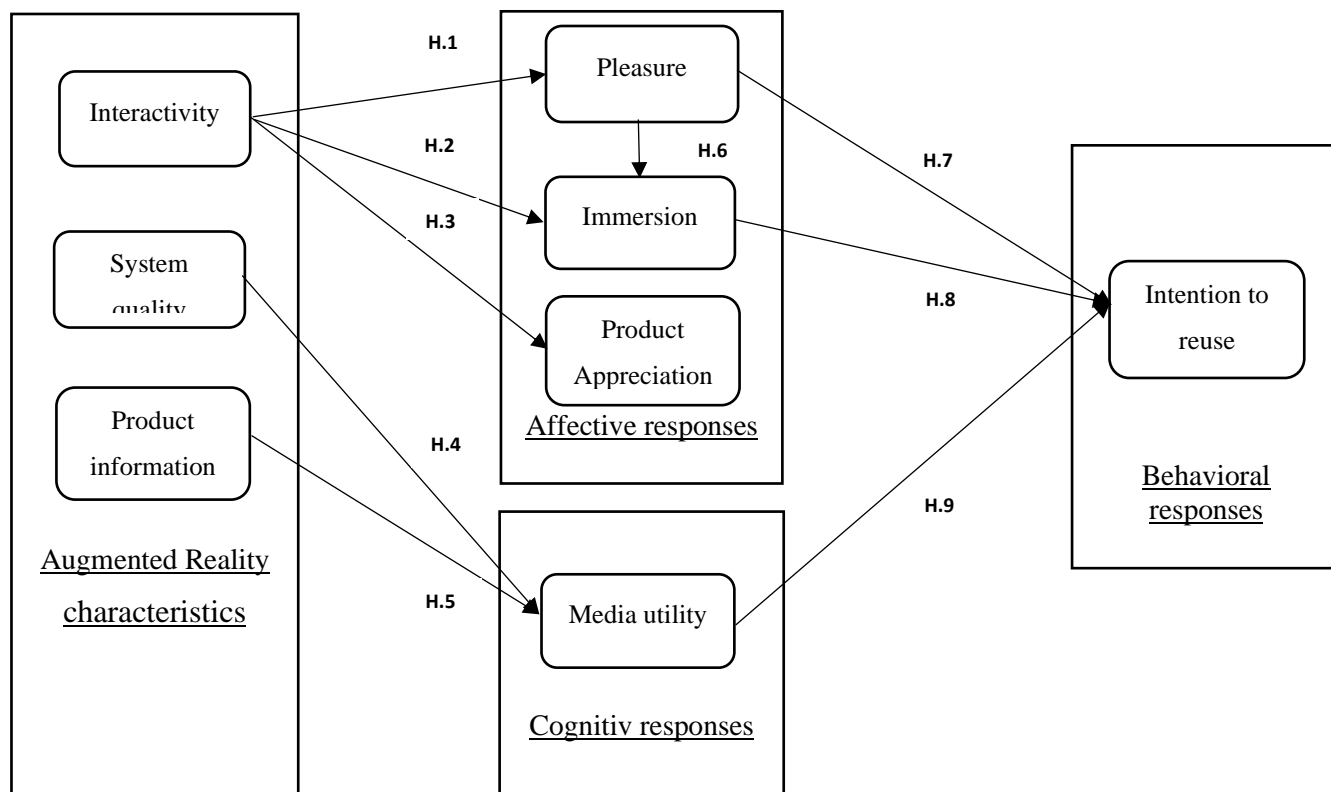 H.1
Pleasure
Interactivity
H.2
H.6
H.7
H.3
Immersion
System
quality
H.8
Intention to
reuse
Product
Appreciation
Product
information
Affective responses
H.4
Behavioral
responses
H.9
Augmented Reality
characteristics
H.5
Media utility
Cognitiv responses